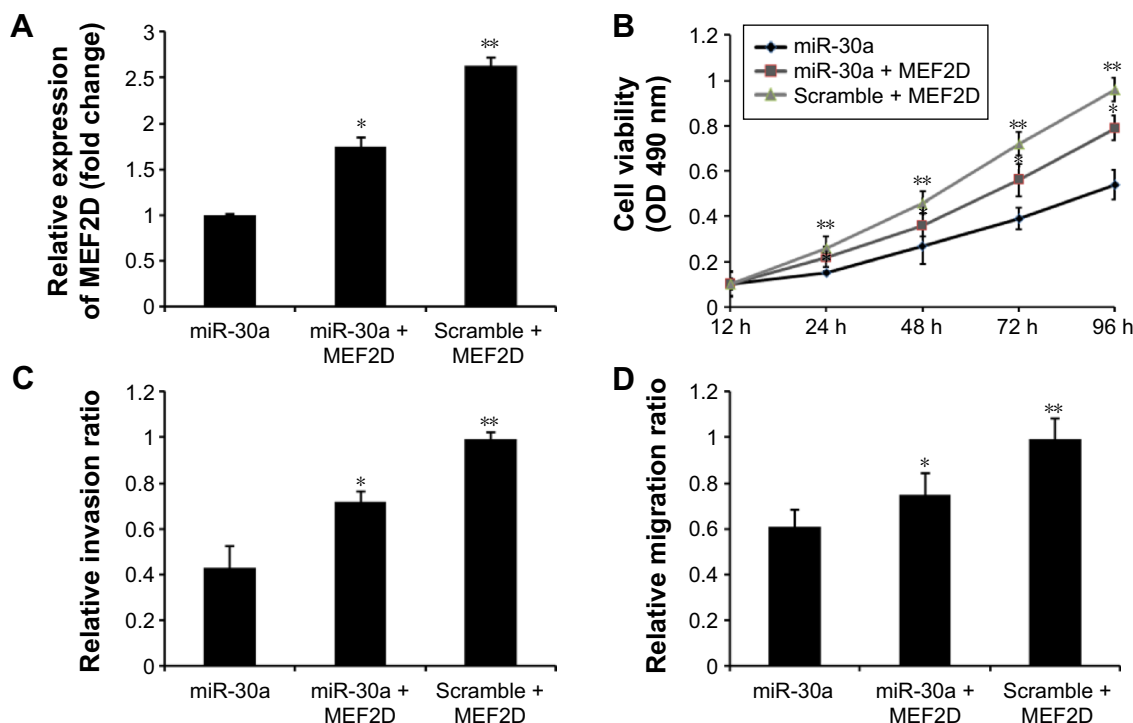 A
Relative expression
of MEF2D (fold change)
3
2.5
2
1.5
1
0.5
0
*
**
miR-30a
miR-30a +
MEF2D
Scramble +
MEF2D
B
Cell viability
(OD 490 nm)
1.2
1
0.8
0.6
0.4
0.2
0
miR-30a
miR-30a + MEF2D
Scramble + MEF2D
**
*
**
*
**
*
**
*
12 h
24 h
48 h
72 h
96 h
C
Relative invasion ratio
1.2
1
0.8
0.6
0.4
0.2
0
*
**
miR-30a
miR-30a +
MEF2D
Scramble +
MEF2D
D
Relative migration ratio
1.2
1
0.8
0.6
0.4
0.2
0
*
**
miR-30a
miR-30a +
MEF2D
Scramble +
MEF2D